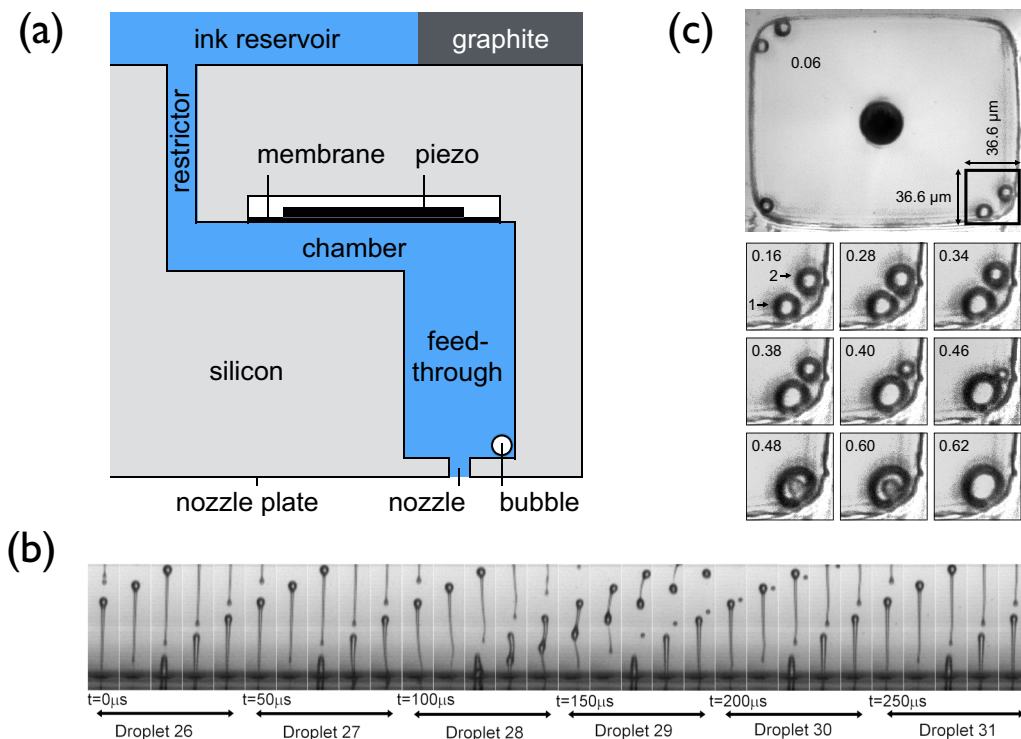 (a)
ink reservoir
graphite
restrictor
membrane
piezo
chamber
feed-
through
silicon
nozzle plate
nozzle
bubble
(c)
0.06
36.6 µm
36.6 µm
0.16
2
1
0.28
0.34
0.38
0.40
0.46
0.48
0.60
0.62
(b)
t=0µs
t=50µs
t=100µs
t=150µs
t=200µs
t=250µs
Droplet 26
Droplet 27
Droplet 28
Droplet 29
Droplet 30
Droplet 31